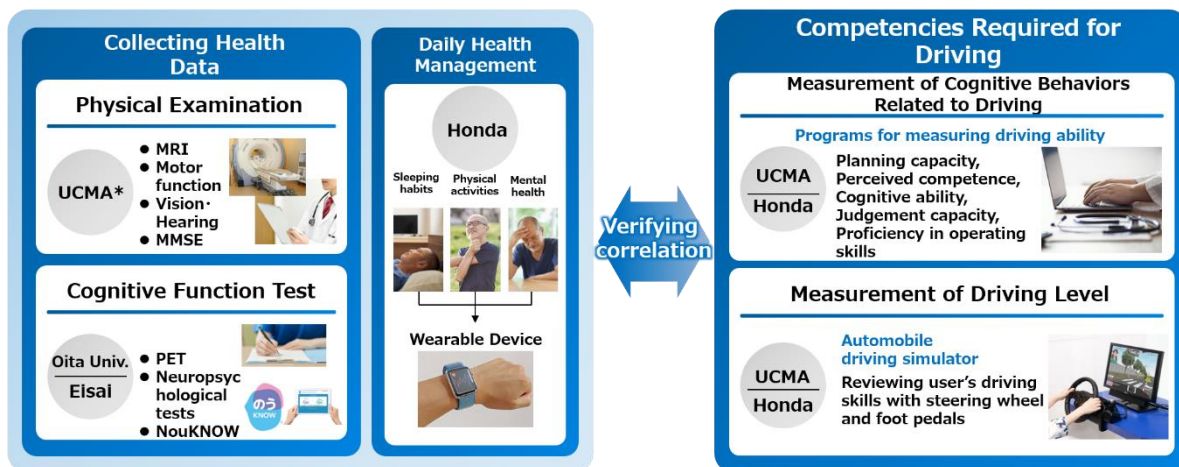 Collecting Health
Data
Physical Examination
UCMA*
● MRI
● Motor
function
● Vision・
Hearing
● MMSE
Cognitive Function Test
Oita Univ.
Eisai
● PET
● Neuropsyc
hological
tests
● NouKNOW
のう
KNOW
Daily Health
Management
Honda
Sleeping
habits
Physical
activities
Mental
health
Wearable Device
Verifying
correlation
Competencies Required for
Driving
Measurement of Cognitive Behaviors
Related to Driving
Programs for measuring driving ability
UCMA
Honda
Planning capacity,
Perceived competence,
Cognitive ability,
Judgement capacity,
Proficiency in operating
skills
Measurement of Driving Level
Automobile
driving simulator
UCMA
Honda
Reviewing user's driving
skills with steering wheel
and foot pedals